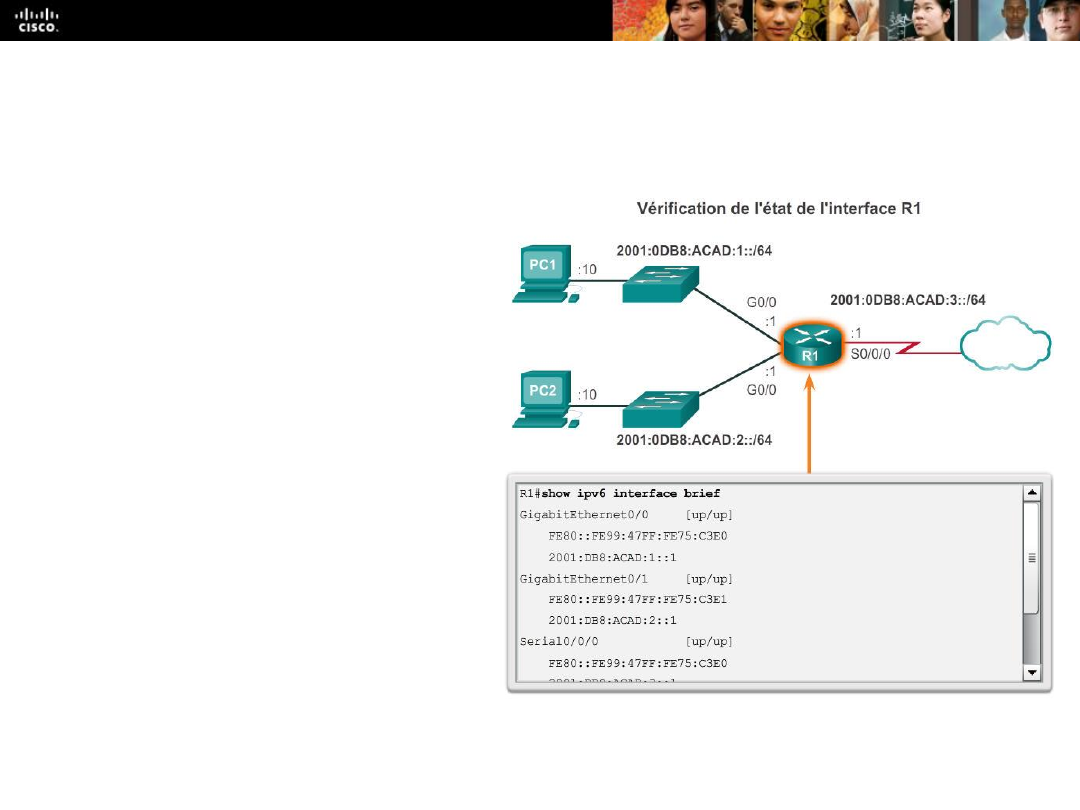 CISCO.
Vérification de l'état de l'interface R1
2001:0DB8:ACAD:1::/64
PC1
:10
G0/0
:1
2001:0DB8:ACAD:3::/64
:1
R1
S0/0/0
:1
G0/0
PC2
:10
2001:0DB8:ACAD:2::/64
R1#show ipv6 interface brief
GigabitEthernet0/0 [up/up]
FE80::FE99:47FF:FE75:C3E0
2001:DB8:ACAD:1::1
GigabitEthernet0/1 [up/up]
FE80::FE99:47FF:FE75:C3E1
2001:DB8:ACAD:2::1
Serial0/0/0 [up/up]
FE80::FE99:47FF:FE75:C3E0